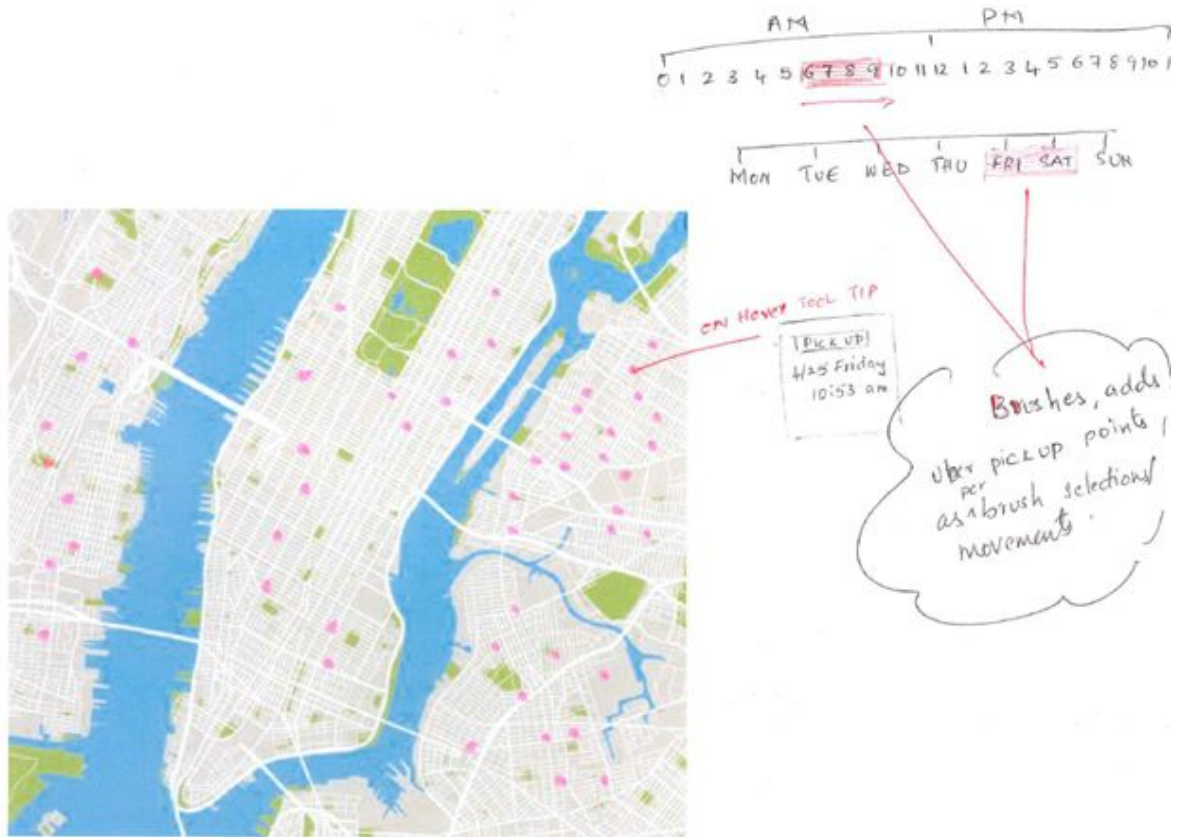 AM PM
0 1 2 3 4 5 6 7 8 9 10 11 12 1 2 3 4 5 6 7 8 9 10 1
MON TUE WED THU FRI SAT SUN
ON Hover TOOL TIP
PICK UP
4/25 Friday
10:53 am
Brushes, adds
uber pickup points,
per
as brush selections/
movements.